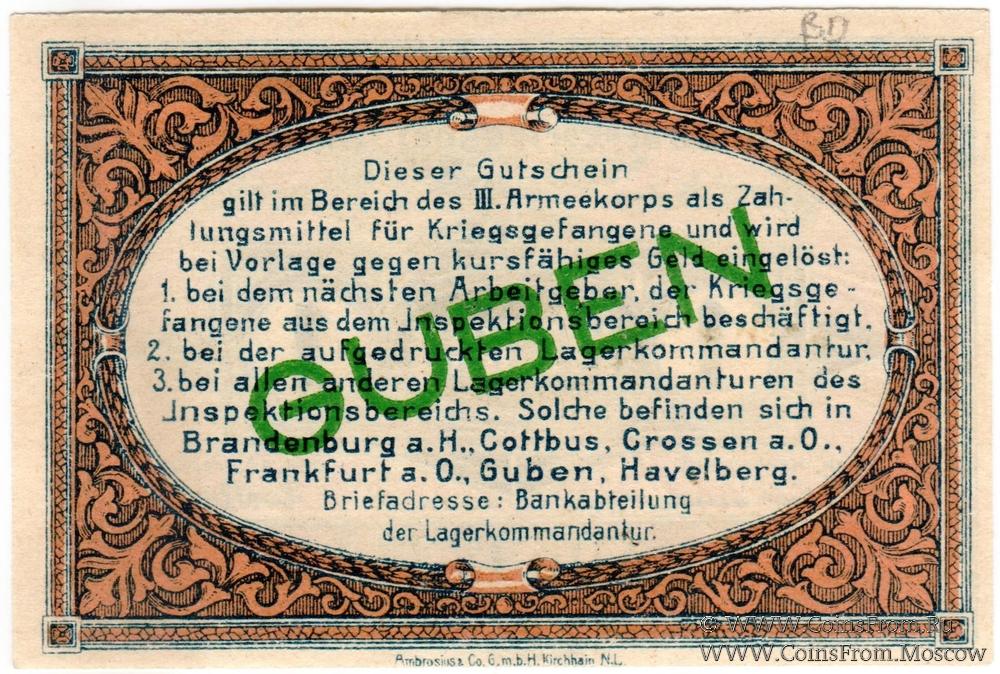 BD
Dieser Gutschein
gilt im Bereich des III. Armeekorps als Zah-
lungsmittel für Kriegsgefangene und wird
bei Vorlage gegen kursfähiges Geld eingelöst:
1. bei dem nächsten Arbeitgeber, der Kriegsge-
fangene aus dem Jnspektionsbereich beschäftigt,
2. bei der aufgedruckten Lagerkommandantur,
3. bei allen anderen Lagerkommandanturen des
Jnspektionsbereichs. Solche befinden sich in
Brandenburg a. H., Cottbus, Crossen a. O.,
Frankfurt a. O., Guben, Havelberg.
Briefadresse: Bankabteilung
der Lagerkommandantur.
GUBEN
Ambrosius & Co. G.m.b.H. Kirchhain N.L.
© WWW.CoinsFrom.Ru
WWW.CoinsFrom.Moscow